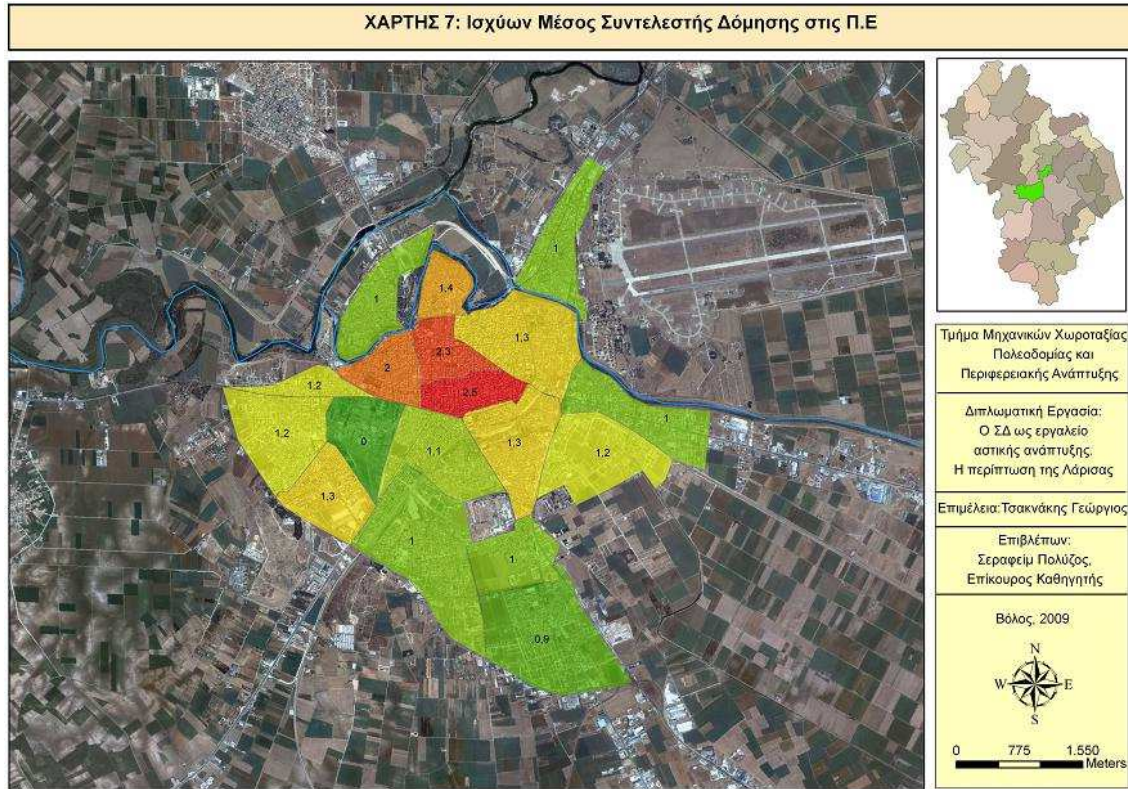 ΧΑΡΤΗΣ 7: Ισχύων Μέσος Συντελεστής Δόμησης στις Π.Ε
1
1
1,4
1,3
2,3
2
2,5
1,2
1
1,2
0
1,1
1,3
1,2
1,3
1
1
0,9
Τμήμα Μηχανικών Χωροταξίας
Πολεοδομίας και
Περιφερειακής Ανάπτυξης
Διπλωματική Εργασία:
Ο ΣΔ ως εργαλείο
αστικής ανάπτυξης.
Η περίπτωση της Λάρισας
Επιμέλεια:Τσακνάκης Γεώργιος
Επιβλέπων:
Σεραφείμ Πολύζος,
Επίκουρος Καθηγητής
Βόλος, 2009
N
W E
S
0 775 1.550
Meters